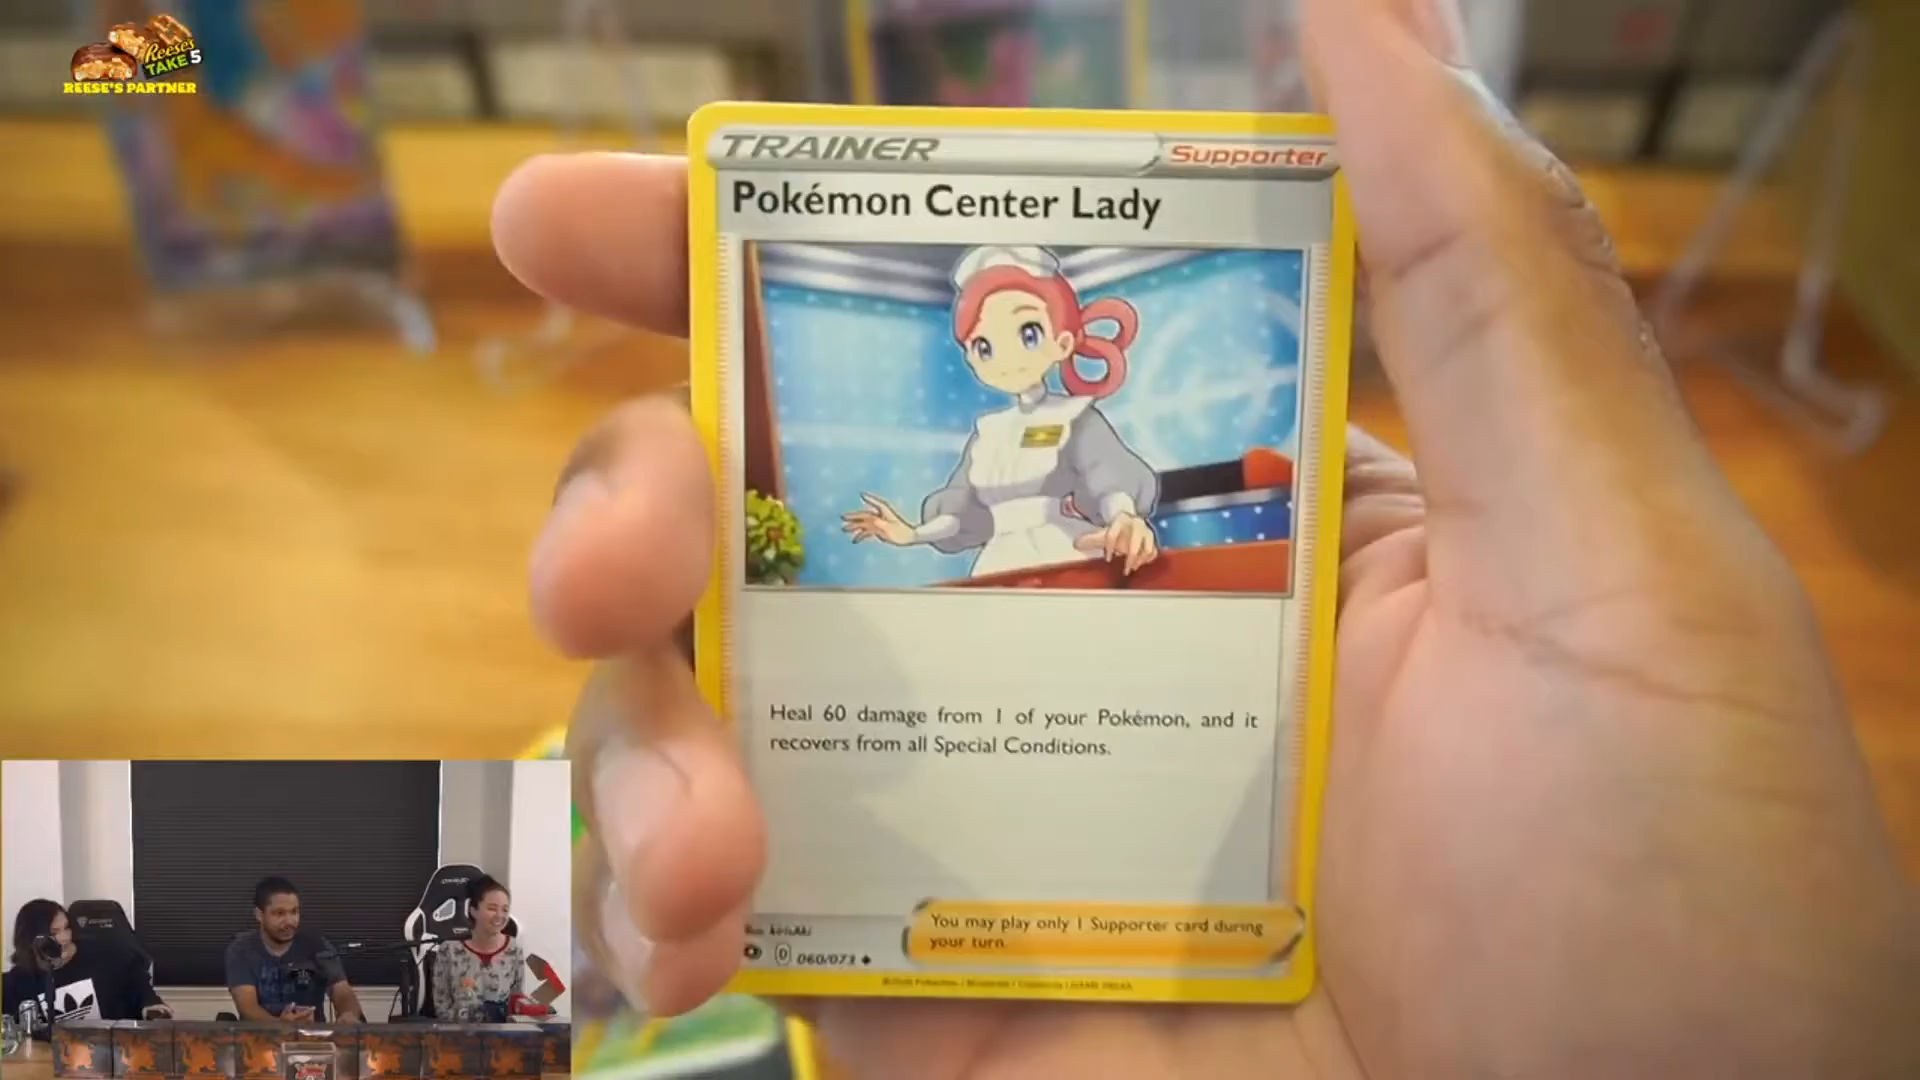 Reese's
TAKE 5
REESE'S PARTNER
TRAINER
Supporter
Pokémon Center Lady
Heal 60 damage from 1 of your Pokémon, and it
recovers from all Special Conditions.
You may play only 1 Supporter card during
your turn.
D 060/073